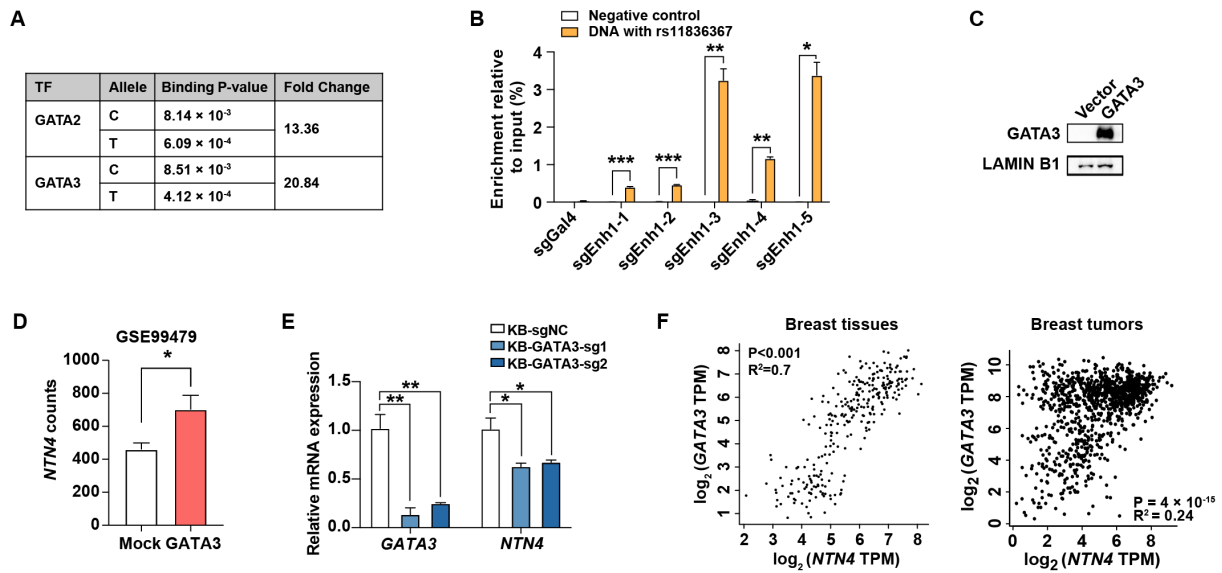 A
TF Allele Binding P-value Fold Change
GATA2 C 8.14 × 10⁻³ 13.36
T 6.09 × 10⁻⁴
GATA3 C 8.51 × 10⁻³ 20.84
T 4.12 × 10⁻⁴
B
Negative control
DNA with rs11836367
Enrichment relative
to input (%)
4
3
2
1
0
***
***
**
**
*
sgGal4
sgEnh1-1
sgEnh1-2
sgEnh1-3
sgEnh1-4
sgEnh1-5
C
Vector
GATA3
GATA3
LAMIN B1
D
GSE99479
*
NTN4 counts
1000
800
600
400
200
0
Mock GATA3
E
KB-sgNC
KB-GATA3-sg1
KB-GATA3-sg2
Relative mRNA expression
1.5
1.0
0.5
0.0
**
**
*
*
GATA3
NTN4
F
Breast tissues
P<0.001
R²=0.7
log₂ (GATA3 TPM)
8
7
6
5
4
3
2
1
2 3 4 5 6 7 8
log₂ (NTN4 TPM)
Breast tumors
log₂ (GATA3 TPM)
10
8
6
4
2
0
P = 4 × 10⁻¹⁵
R² = 0.24
0 2 4 6 8
log₂ (NTN4 TPM)